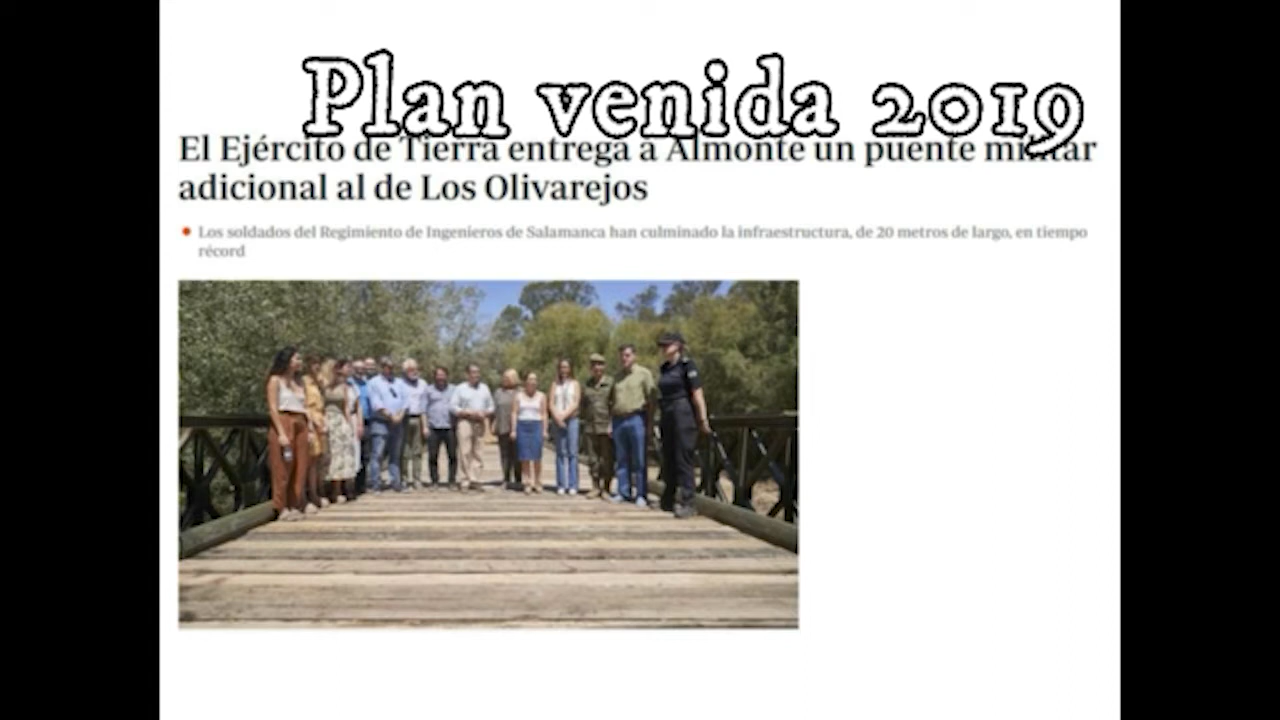 Plan venida 2019
El Ejército de Tierra entrega a Almonte un puente militar
adicional al de Los Olivarejos
Los soldados del Regimiento de Ingenieros de Salamanca han culminado la infraestructura, de 20 metros de largo, en tiempo
récord